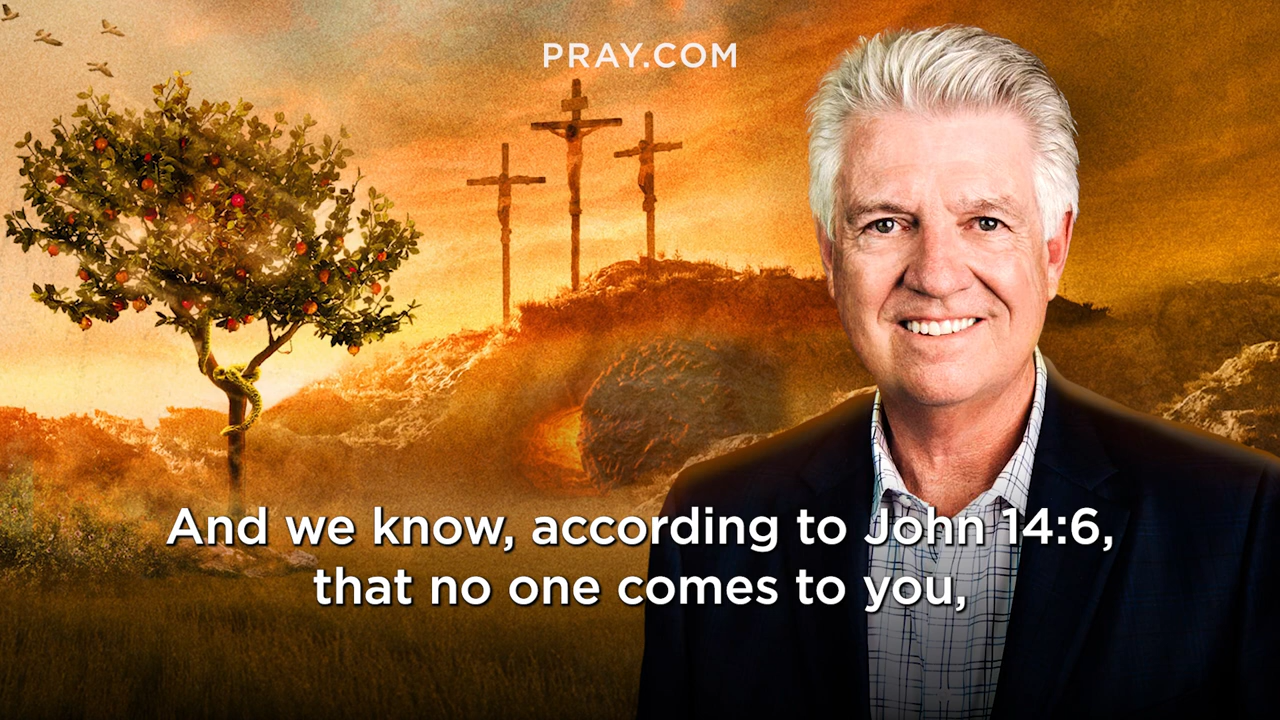 PRAY.COM
And we know, according to John 14:6,
that no one comes to you,